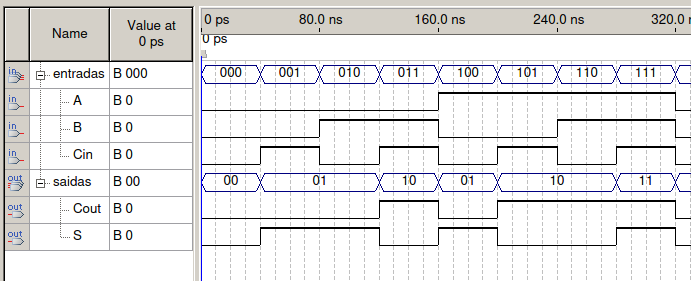 Name Value at 0 ps
0 ps 80.0 ns 160.0 ns 240.0 ns 320.0 n
0 ps
in entradas B 000 000 001 010 011 100 101 110 111
in A B 0
in B B 0
in Cin B 0
out saidas B 00 00 01 10 01 10 11
out Cout B 0
out S B 0